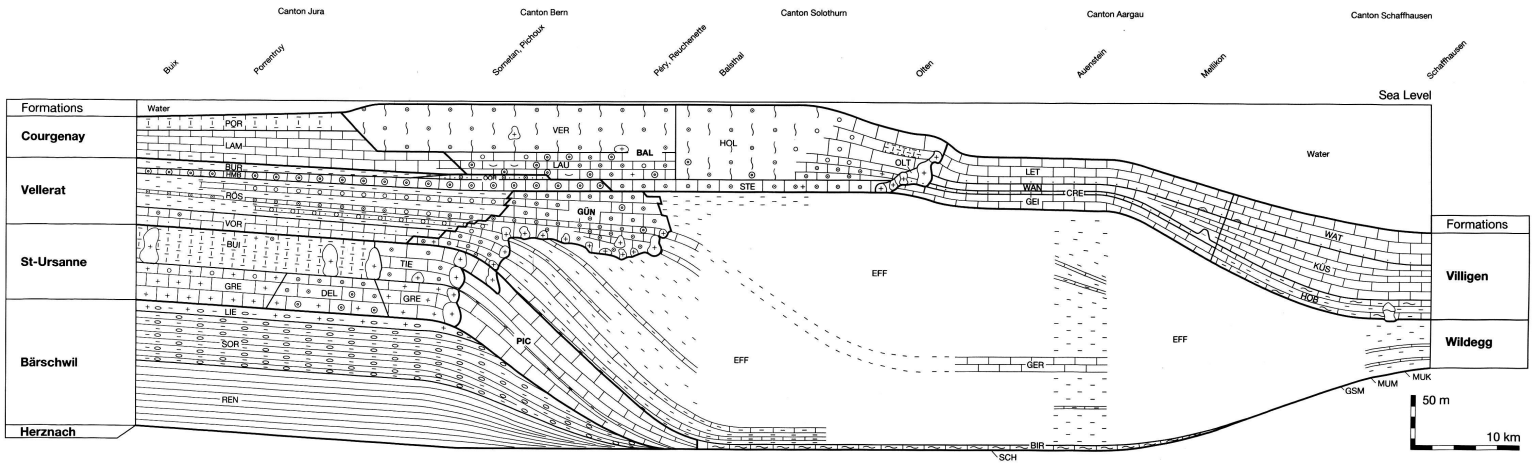 Canton Jura
Canton Bern
Canton Solothurn
Canton Aargau
Canton Schaffhausen
Buix
Porrentruy
Sornetan, Pichoux
Péry, Reuchenette
Balsthal
Olten
Auenstein
Mellikon
Schaffhausen
Sea Level
Formations
Water
Courgenay
POR
LAM
VER
BAL
LAU
HOL
OLT
Water
LET
Vellerat
BUR
HMB
RÖS
VOR
STE
WAN
CRE
GEI
GÜN
WAT
KÜS
HOB
Formations
St-Ursanne
BUI
TIE
GRE
DEL
GRE
EFF
Villigen
LIE
Bärschwil
SOR
REN
PIC
EFF
EFF
GER
Wildegg
GSM
MUM
MUK
50 m
10 km
Herznach
BIR
SCH